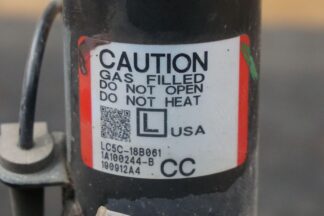 CAUTION
GAS FILLED
DO NOT OPEN
DO NOT HEAT
L USA
LC5C-18B061
1A100244-B
100912A4 CC